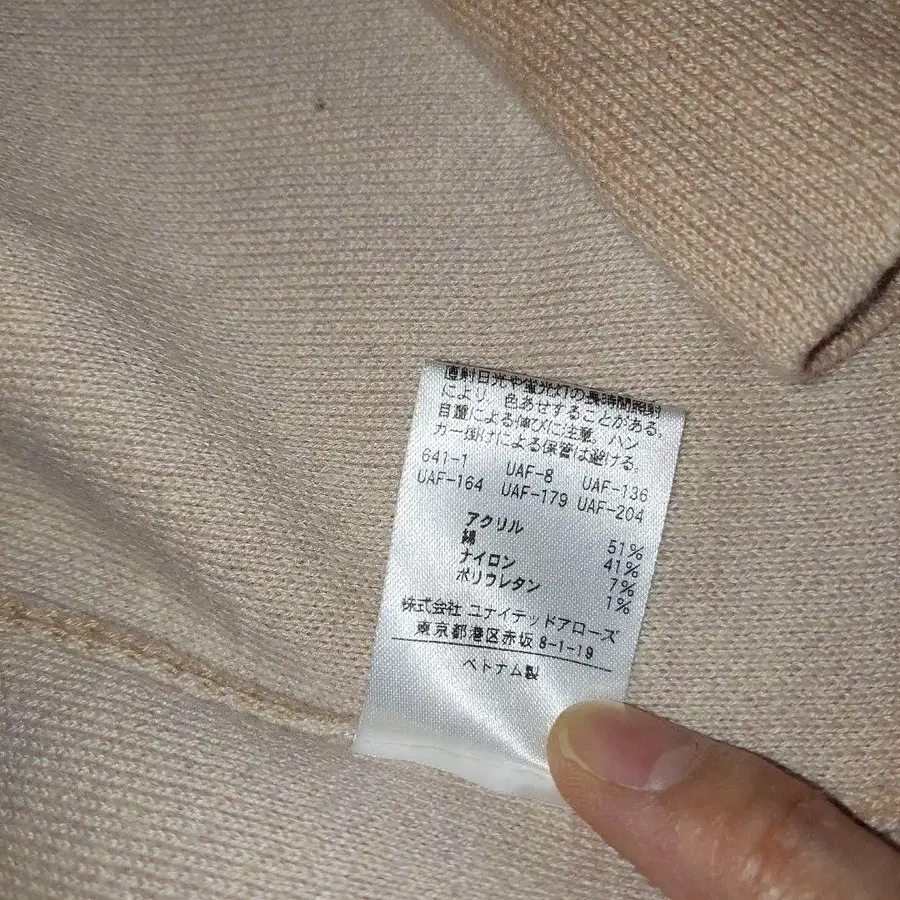 直射日光や蛍光灯の長時間照射
により、色あせすることがある。
自重による伸びに注意。ハン
ガー掛けによる保管は避ける。
641-1 UAF-8 UAF-136
UAF-164 UAF-179 UAF-204
アクリル 51%
綿 41%
ナイロン 7%
ポリウレタン 1%
株式会社 ユナイテッドアローズ
東京都港区赤坂 8-1-19
ベトナム製